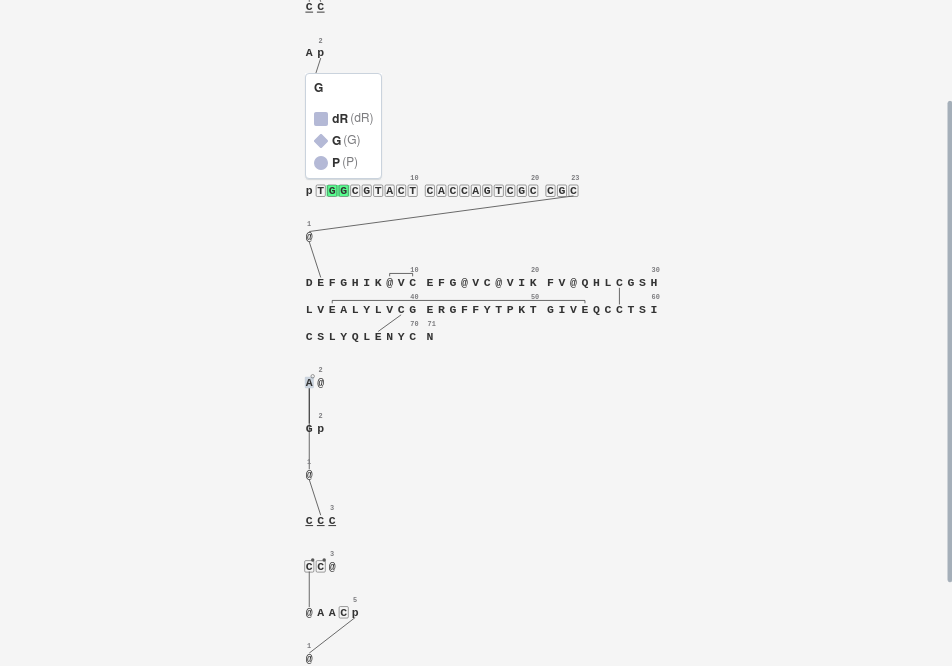 C C
2
A p
G
dR (dR)
G (G)
P (P)
10 20 23
p T G G C G T A C T C A C C A G T C G C C G C
1
@
10 20 30
D E F G H I K @ V C E F G @ V C @ V I K F V @ Q H L C G S H
40 50 60
L V E A L Y L V C G E R G F F Y T P K T G I V E Q C C T S I
70 71
C S L Y Q L E N Y C N
2
A @
2
G p
1
@
3
C C C
3
C C @
5
@ A A C p
1
@